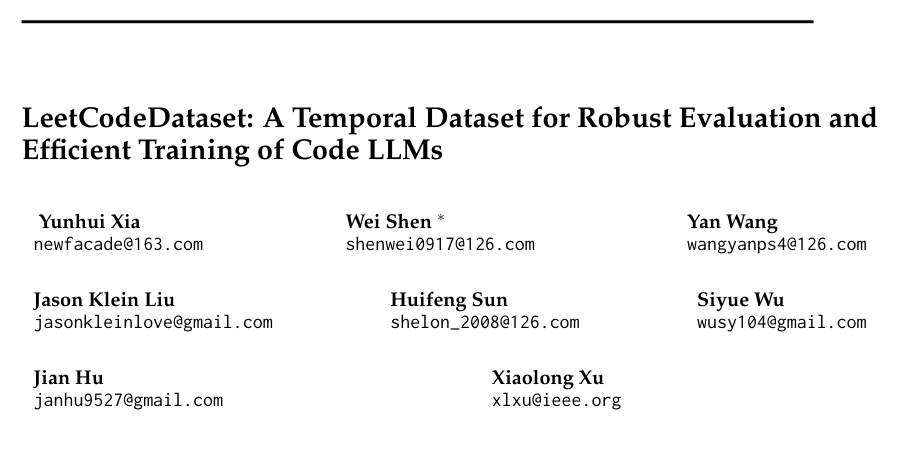 LeetCodeDataset: A Temporal Dataset for Robust Evaluation and
Efficient Training of Code LLMs
Yunhui Xia Wei Shen * Yan Wang
newfacade@163.com shenwei0917@126.com wangyanps4@126.com
Jason Klein Liu Huifeng Sun Siyue Wu
jasonkleinlove@gmail.com shelon_2008@126.com wusy104@gmail.com
Jian Hu Xiaolong Xu
janhu9527@gmail.com xlxu@ieee.org